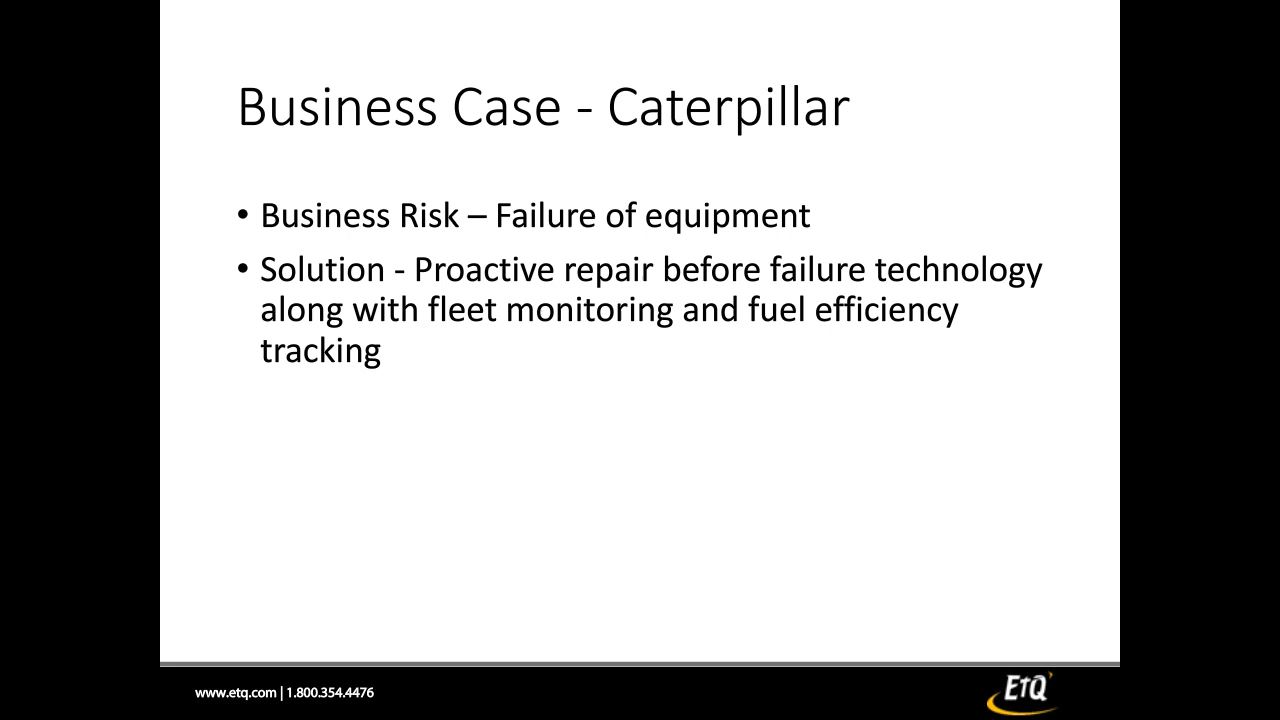 Business Case - Caterpillar
• Business Risk – Failure of equipment
• Solution - Proactive repair before failure technology
along with fleet monitoring and fuel efficiency
tracking
www.etq.com | 1.800.354.4476
ETQ